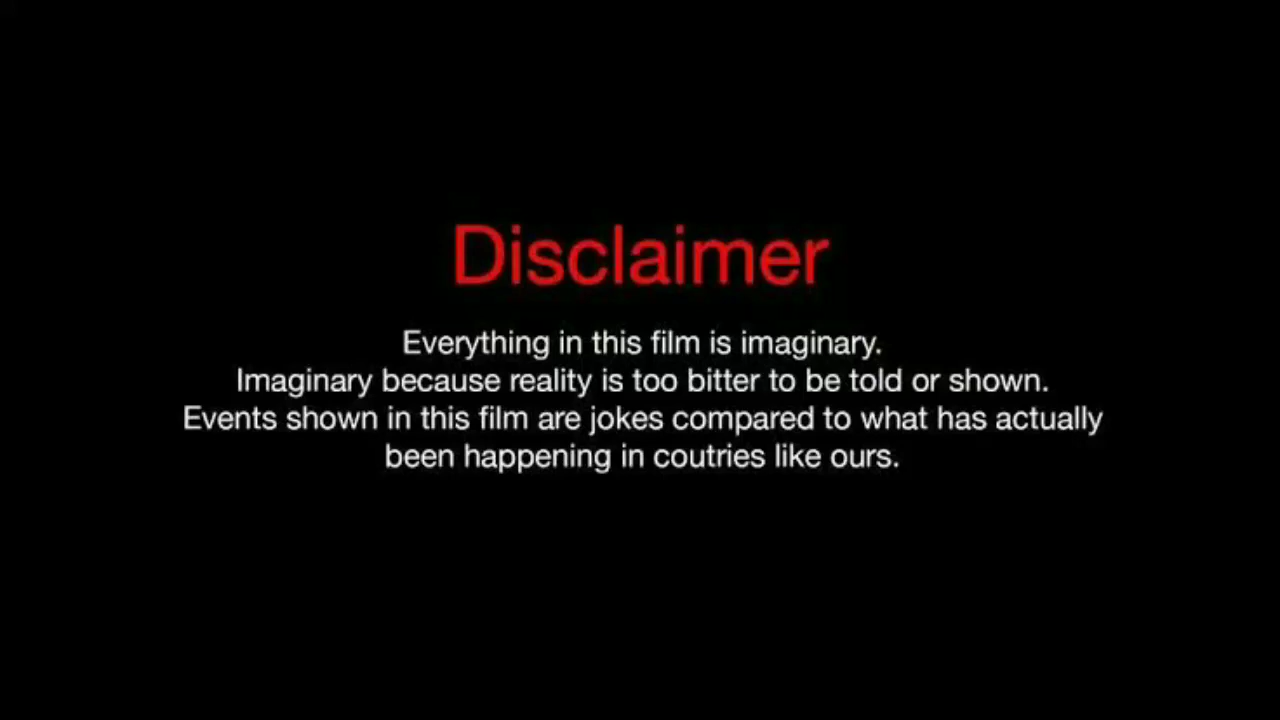 Disclaimer
Everything in this film is imaginary.
Imaginary because reality is too bitter to be told or shown.
Events shown in this film are jokes compared to what has actually
been happening in coutries like ours.